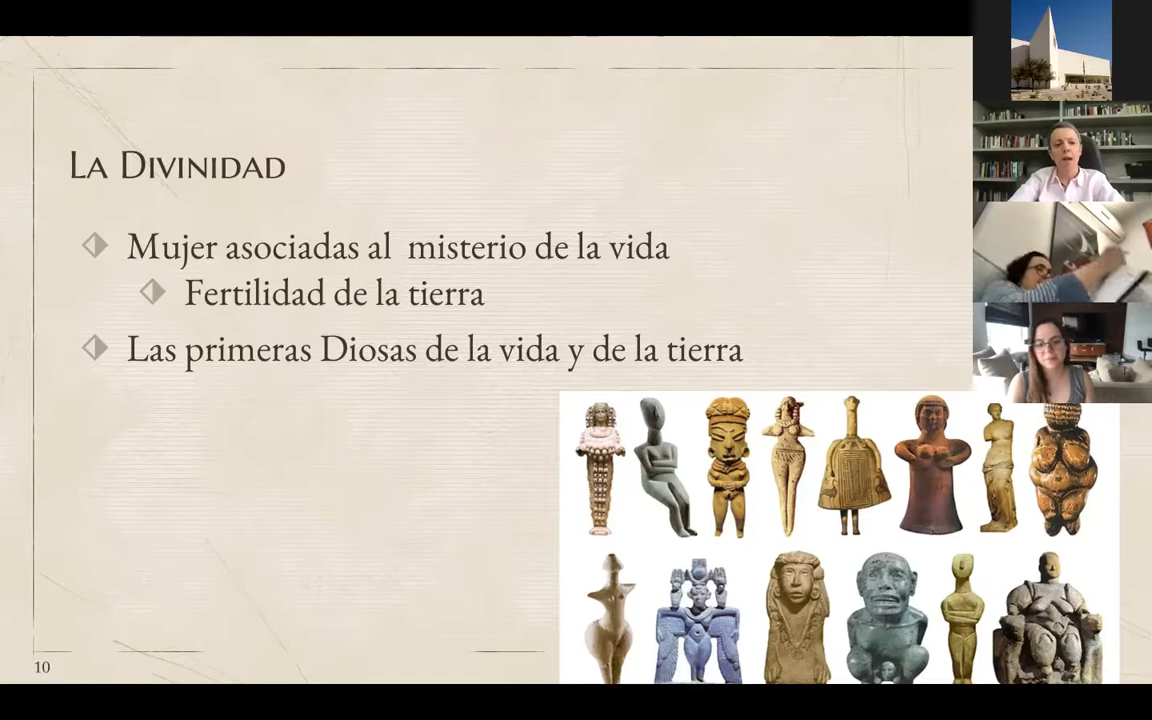 La Divinidad
Mujer asociadas al misterio de la vida
Fertilidad de la tierra
Las primeras Diosas de la vida y de la tierra
10